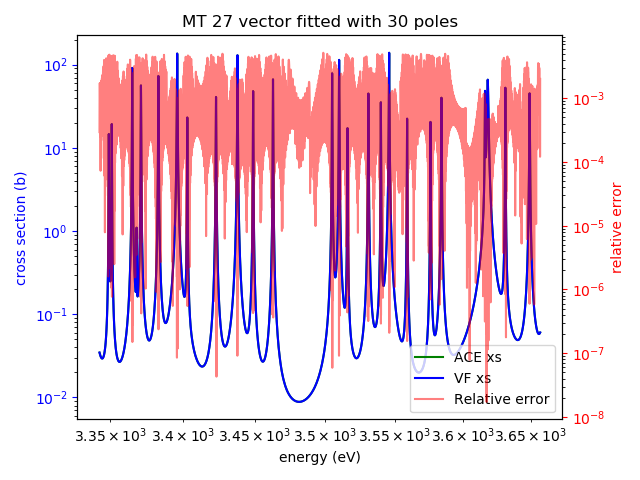 MT 27 vector fitted with 30 poles
10²
10¹
10⁰
10⁻¹
10⁻²
cross section (b)
10⁻³
10⁻⁴
10⁻⁵
10⁻⁶
10⁻⁷
10⁻⁸
relative error
ACE xs
VF xs
Relative error
3.35 × 10³ 3.4 × 10³ 3.45 × 10³ 3.5 × 10³ 3.55 × 10³ 3.6 × 10³ 3.65 × 10³
energy (eV)